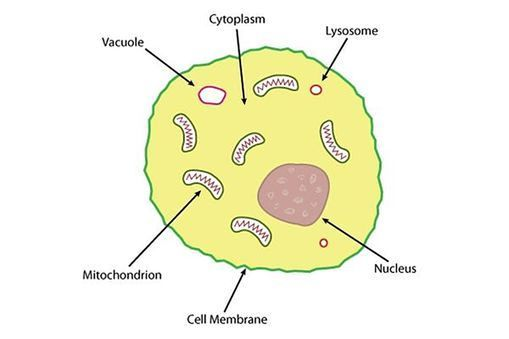 Cytoplasm
Vacuole
Lysosome
Mitochondrion
Nucleus
Cell Membrane